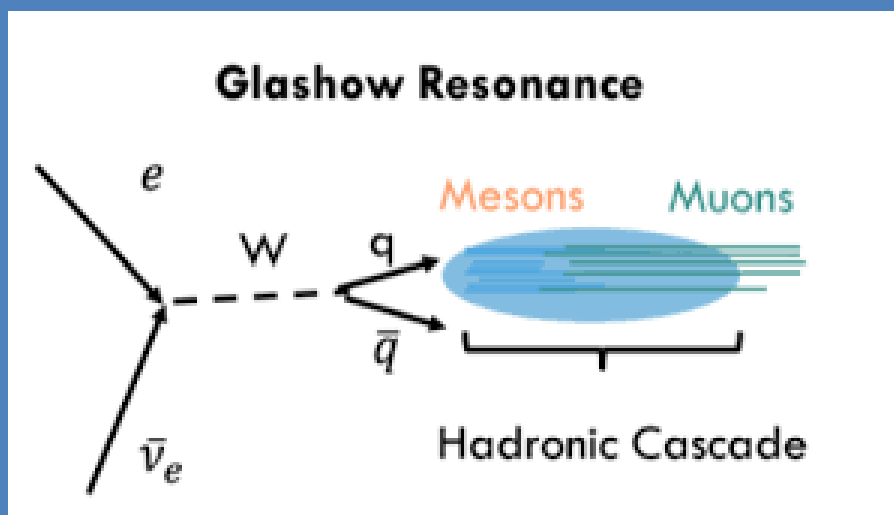 Glashow Resonance
e
Mesons Muons
W q
q̅
ν̅e
Hadronic Cascade